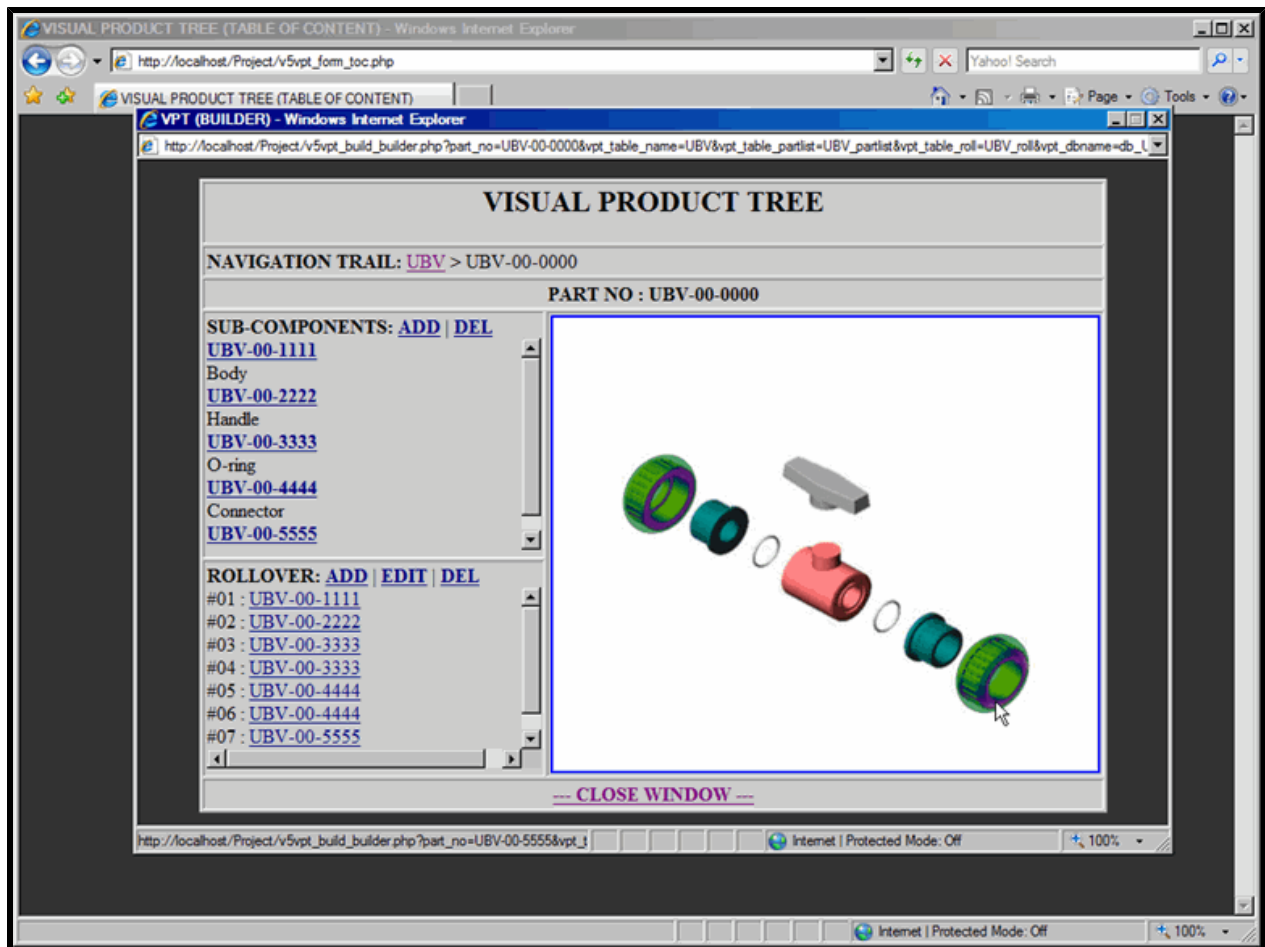 VISUAL PRODUCT TREE (TABLE OF CONTENT) - Windows Internet Explorer
http://localhost/Project/v5vpt_form_toc.php
Yahoo! Search
VISUAL PRODUCT TREE (TABLE OF CONTENT)
Page
Tools
VPT (BUILDER) - Windows Internet Explorer
http://localhost/Project/v5vpt_build_builder.php?part_no=UBV-00-0000&vpt_table_name=UBV&vpt_table_partlist=UBV_partlist&vpt_table_roll=UBV_roll&vpt_dbname=db_U
VISUAL PRODUCT TREE
NAVIGATION TRAIL: UBV > UBV-00-0000
PART NO : UBV-00-0000
SUB-COMPONENTS: ADD | DEL
UBV-00-1111
Body
UBV-00-2222
Handle
UBV-00-3333
O-ring
UBV-00-4444
Connector
UBV-00-5555
ROLLOVER: ADD | EDIT | DEL
#01 : UBV-00-1111
#02 : UBV-00-2222
#03 : UBV-00-3333
#04 : UBV-00-3333
#05 : UBV-00-4444
#06 : UBV-00-4444
#07 : UBV-00-5555
--- CLOSE WINDOW ---
http://localhost/Project/v5vpt_build_builder.php?part_no=UBV-00-5555&vpt_t
Internet | Protected Mode: Off
100%
Internet | Protected Mode: Off
100%